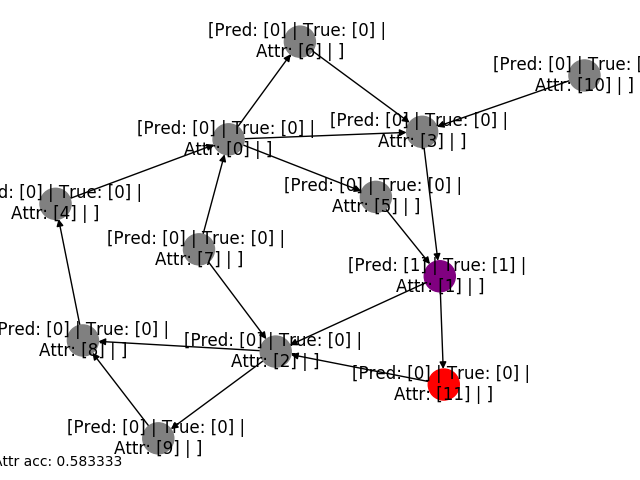 [Pred: [0] | True: [0] |
Attr: [6] | ]
[Pred: [0] | True: [
Attr: [10] | ]
[Pred: [0] | True: [0] |
Attr: [3] | ]
[Pred: [0] | True: [0] |
Attr: [0] | ]
d: [0] | True: [0] |
Attr: [4] | ]
[Pred: [0] | True: [0] |
Attr: [5] | ]
[Pred: [0] | True: [0] |
Attr: [7] | ]
[Pred: [1] | True: [1] |
Attr: [1] | ]
Pred: [0] | True: [0] |
Attr: [8] | ]
[Pred: [0] | True: [0] |
Attr: [2] | ]
[Pred: [0] | True: [0] |
Attr: [11] | ]
[Pred: [0] | True: [0] |
Attr: [9] | ]
Attr acc: 0.583333